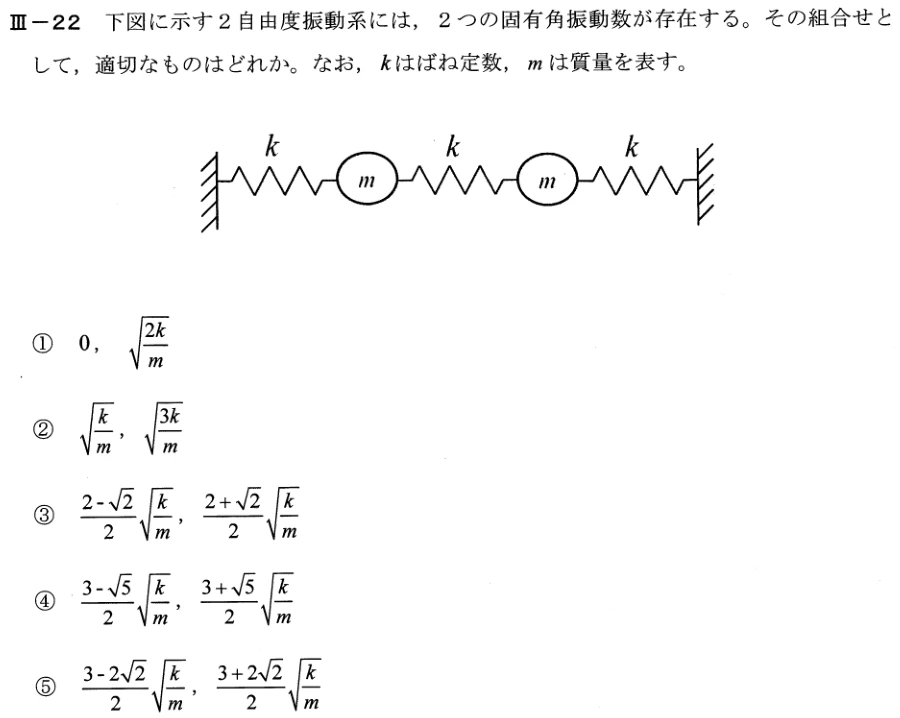 Ⅲ－22　下図に示す2自由度振動系には，2つの固有角振動数が存在する。その組合せと
して，適切なものはどれか。なお，kはばね定数，mは質量を表す。
k k k
m m
① 0， √(2k/m)
② √(k/m)， √(3k/m)
③ (2-√2)/2 √(k/m)， (2+√2)/2 √(k/m)
④ (3-√5)/2 √(k/m)， (3+√5)/2 √(k/m)
⑤ (3-2√2)/2 √(k/m)， (3+2√2)/2 √(k/m)